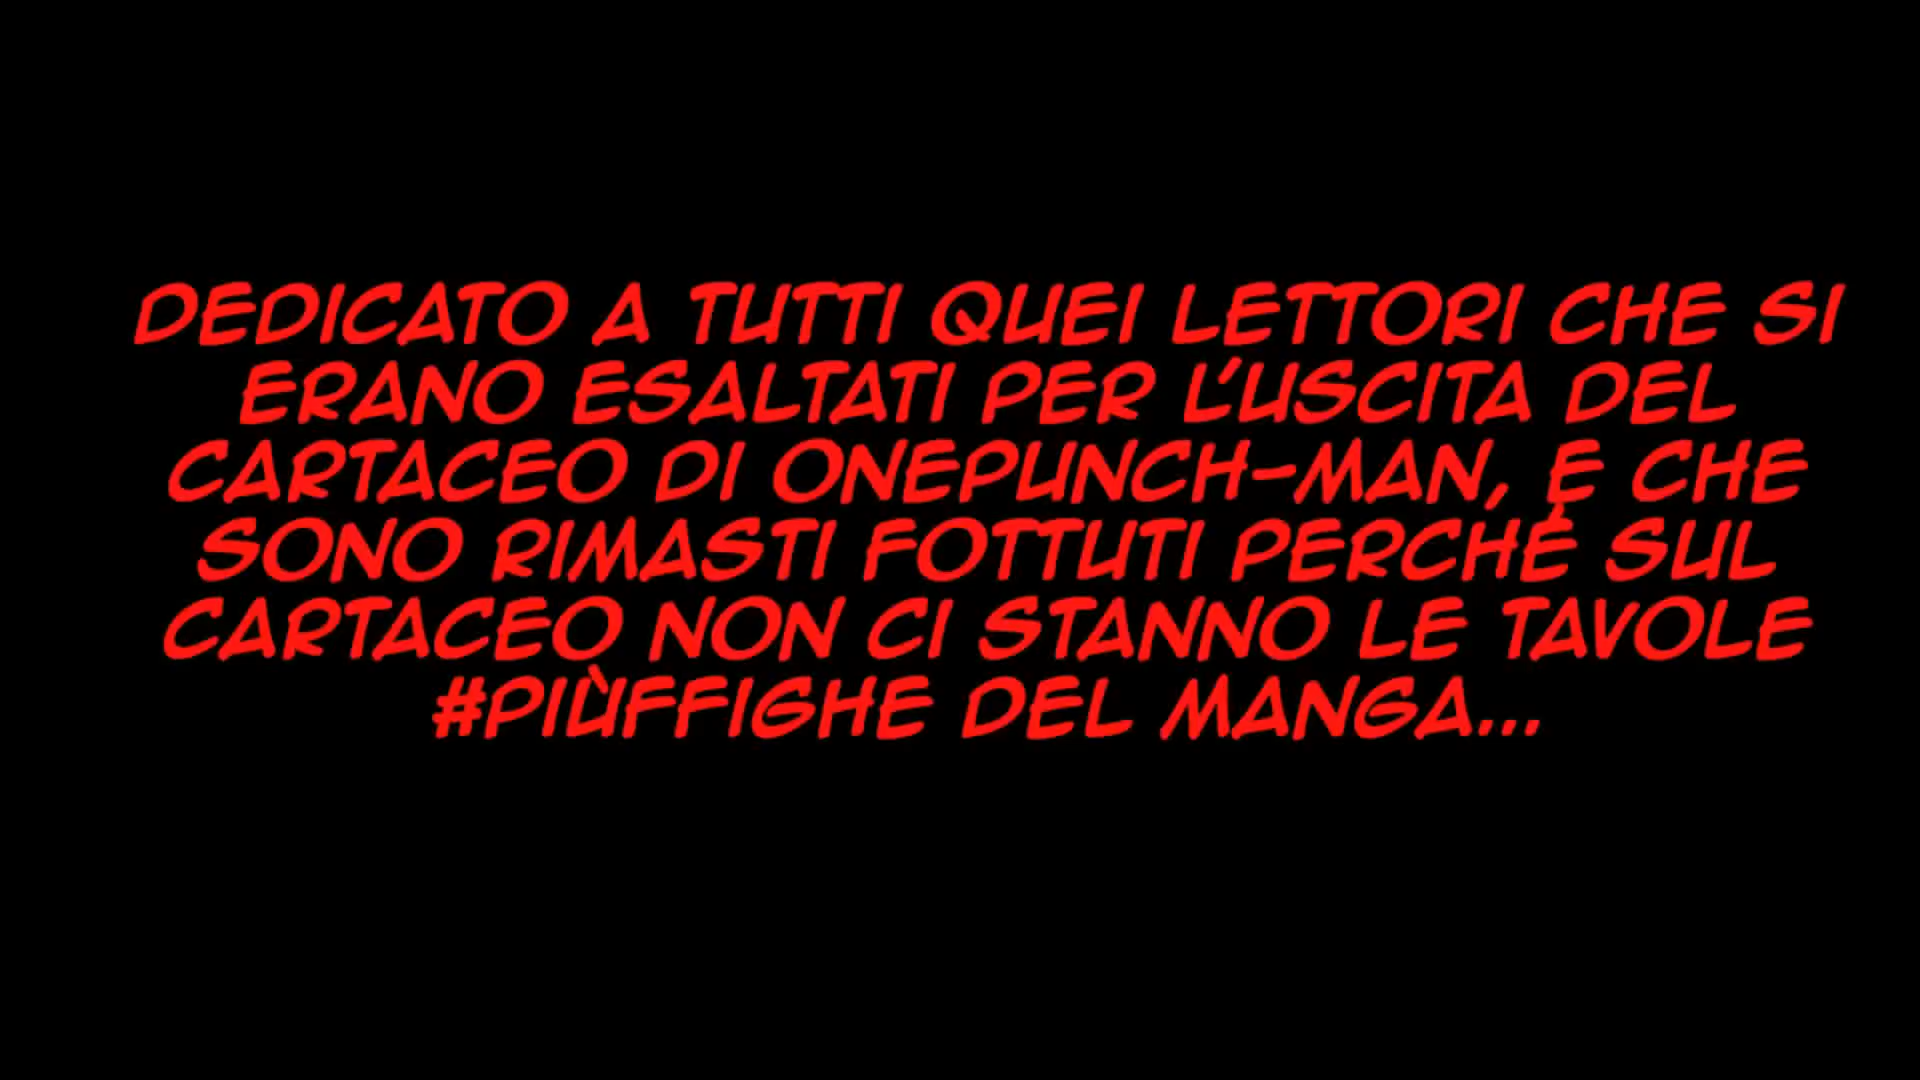 DEDICATO A TUTTI QUEI LETTORI CHE SI
ERANO ESALTATI PER L'USCITA DEL
CARTACEO DI ONEPUNCH-MAN, E CHE
SONO RIMASTI FOTTUTI PERCHÉ SUL
CARTACEO NON CI STANNO LE TAVOLE
#PIÙFFIGHE DEL MANGA...